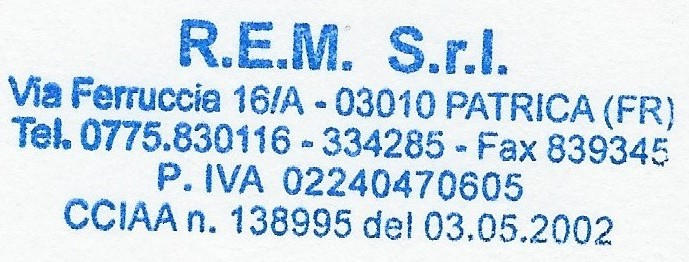 R.E.M. S.r.l.
Via Ferruccia 16/A - 03010 PATRICA (FR)
Tel. 0775.830116 - 334285 - Fax 839345
P. IVA 02240470605
CCIAA n. 138995 del 03.05.2002